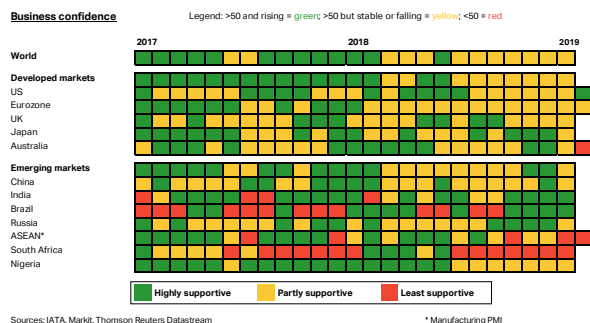 Business confidence
Legend: >50 and rising = green; >50 but stable or falling = yellow; <50 = red
2017 2018 2019
World
Developed markets
US
Eurozone
UK
Japan
Australia
Emerging markets
China
India
Brazil
Russia
ASEAN*
South Africa
Nigeria
Highly supportive Partly supportive Least supportive
Sources: IATA, Markit, Thomson Reuters Datastream * Manufacturing PMI